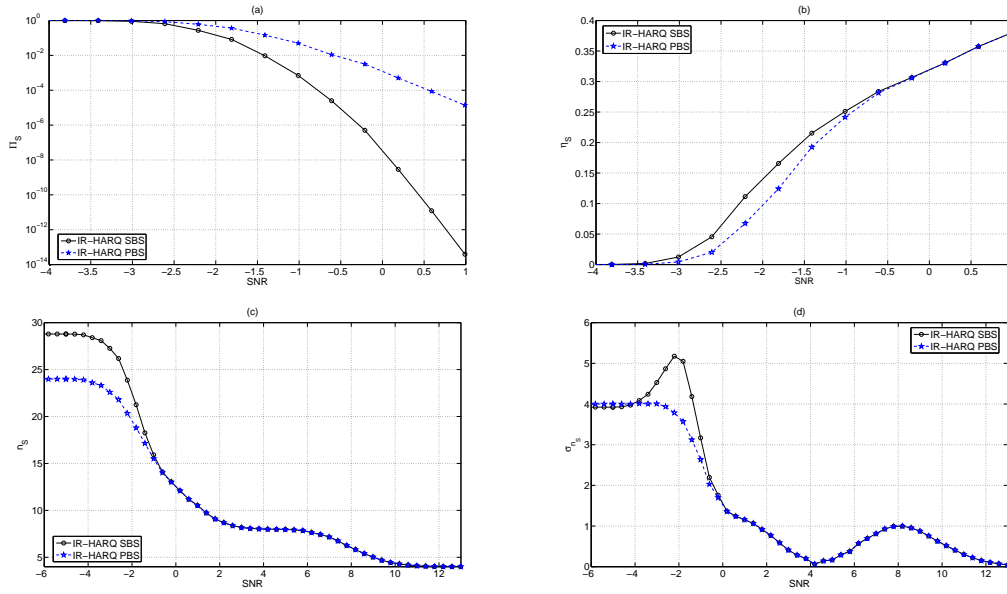 (a)
10^0
10^−2
10^−4
10^−6
10^−8
10^−10
10^−12
10^−14
Π_S
IR−HARQ SBS
IR−HARQ PBS
−4 −3.5 −3 −2.5 −2 −1.5 −1 −0.5 0 0.5 1
SNR
(b)
0.4
0.35
0.3
0.25
0.2
0.15
0.1
0.05
0
η_S
IR−HARQ SBS
IR−HARQ PBS
−4 −3.5 −3 −2.5 −2 −1.5 −1 −0.5 0 0.5
SNR
(c)
30
25
20
15
10
5
n_S
IR−HARQ SBS
IR−HARQ PBS
−6 −4 −2 0 2 4 6 8 10 12
SNR
(d)
6
5
4
3
2
1
0
σ_n_S
IR−HARQ SBS
IR−HARQ PBS
−6 −4 −2 0 2 4 6 8 10 12
SNR